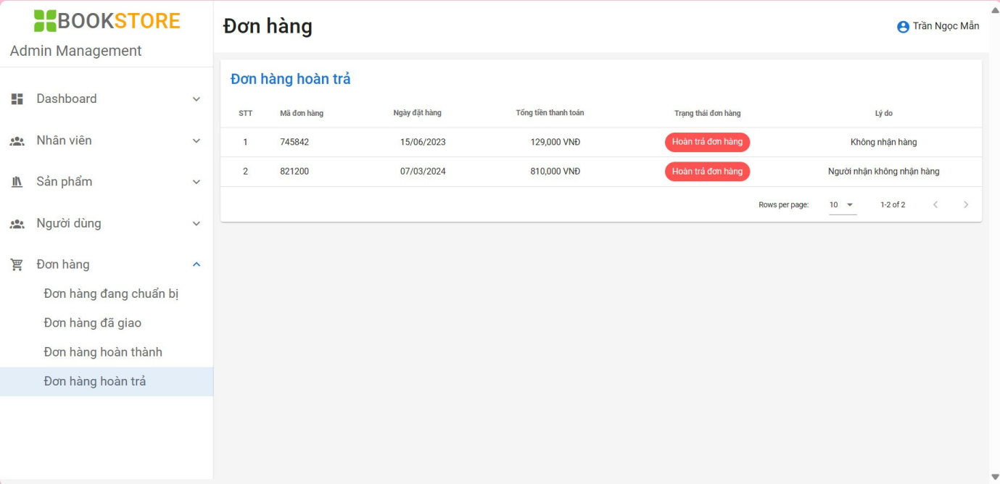 BOOKSTORE
Admin Management
Dashboard
Nhân viên
Sản phẩm
Người dùng
Đơn hàng
Đơn hàng đang chuẩn bị
Đơn hàng đã giao
Đơn hàng hoàn thành
Đơn hàng hoàn trả
Đơn hàng
Trần Ngọc Mẫn
Đơn hàng hoàn trả
STT Mã đơn hàng Ngày đặt hàng Tổng tiền thanh toán Trạng thái đơn hàng Lý do
1 745842 15/06/2023 129,000 VNĐ Hoàn trả đơn hàng Không nhận hàng
2 821200 07/03/2024 810,000 VNĐ Hoàn trả đơn hàng Người nhận không nhận hàng
Rows per page: 10 1-2 of 2